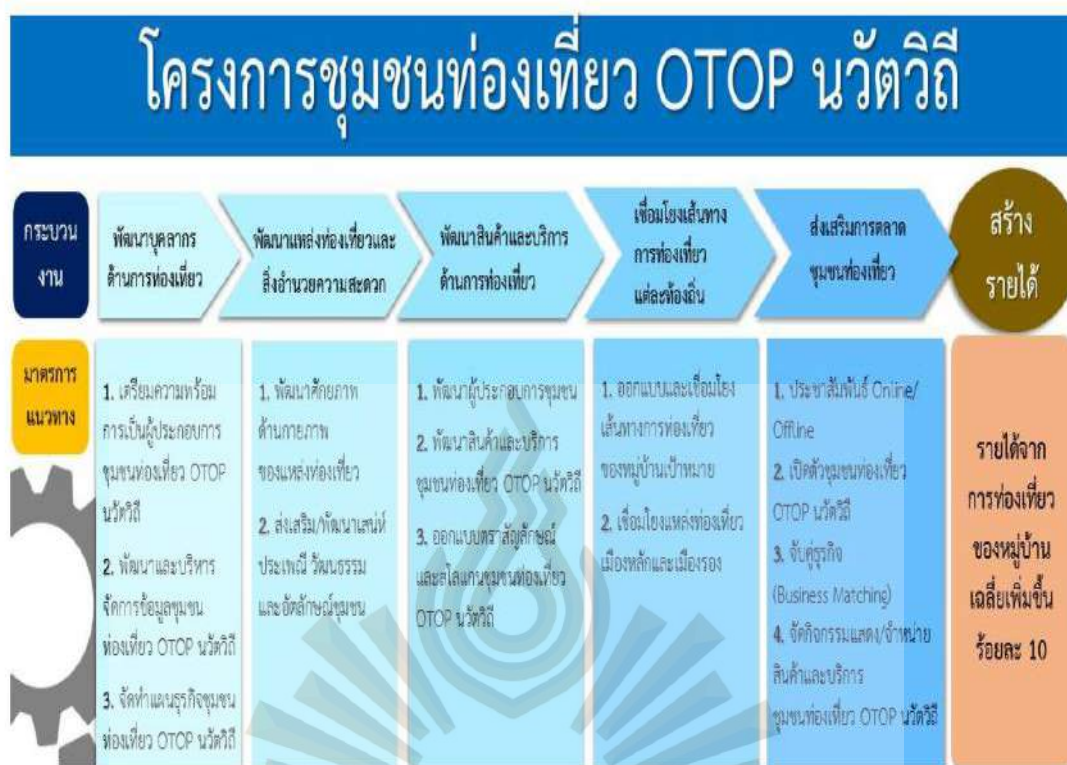 โครงการชุมชนท่องเที่ยว OTOP นวัตวิถี
กระบวน
งาน
พัฒนาบุคลากร
ด้านการท่องเที่ยว
พัฒนาแหล่งท่องเที่ยวและ
สิ่งอำนวยความสะดวก
พัฒนาสินค้าและบริการ
ด้านการท่องเที่ยว
เชื่อมโยงเส้นทาง
การท่องเที่ยว
แต่ละท้องถิ่น
ส่งเสริมการตลาด
ชุมชนท่องเที่ยว
สร้าง
รายได้
มาตรการ
แนวทาง
1. เตรียมความพร้อม
การเป็นผู้ประกอบการ
ชุมชนท่องเที่ยว OTOP
นวัตวิถี
2. พัฒนาและบริหาร
จัดการข้อมูลชุมชน
ท่องเที่ยว OTOP นวัตวิถี
3. จัดทำแผนธุรกิจชุมชน
ท่องเที่ยว OTOP นวัตวิถี
1. พัฒนาศักยภาพ
ด้านกายภาพ
ของแหล่งท่องเที่ยว
2. ส่งเสริม/พัฒนาเสน่ห์
ประเพณี วัฒนธรรม
และอัตลักษณ์ชุมชน
1. พัฒนาผู้ประกอบการชุมชน
2. พัฒนาสินค้าและบริการ
ชุมชนท่องเที่ยว OTOP นวัตวิถี
3. ออกแบบตราสัญลักษณ์
และสโลแกนชุมชนท่องเที่ยว
OTOP นวัตวิถี
1. ออกแบบและเชื่อมโยง
เส้นทางการท่องเที่ยว
ของหมู่บ้านเป้าหมาย
2. เชื่อมโยงแหล่งท่องเที่ยว
เมืองหลักและเมืองรอง
1. ประชาสัมพันธ์ Online/
Offline
2. เปิดตัวชุมชนท่องเที่ยว
OTOP นวัตวิถี
3. จับคู่ธุรกิจ
(Business Matching)
4. จัดกิจกรรมแสดง/จำหน่าย
สินค้าและบริการ
ชุมชนท่องเที่ยว OTOP นวัตวิถี
รายได้จาก
การท่องเที่ยว
ของหมู่บ้าน
เฉลี่ยเพิ่มขึ้น
ร้อยละ 10